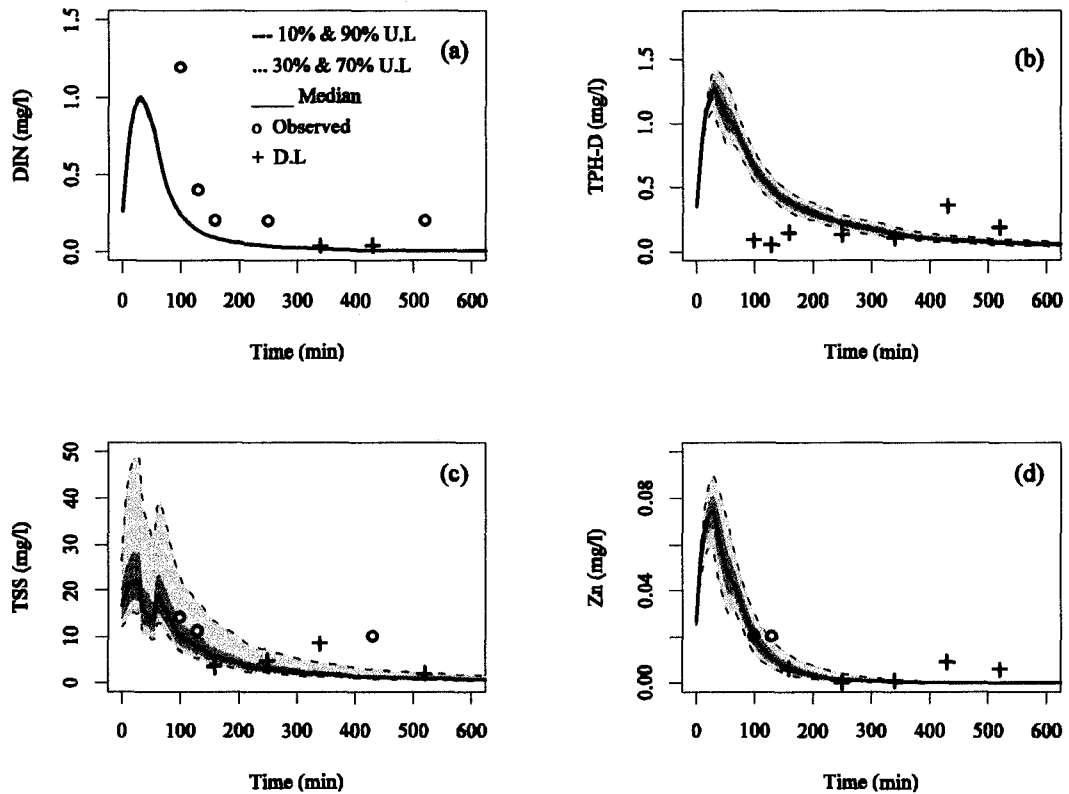 (a)
--- 10% & 90% U.L
... 30% & 70% U.L
____ Median
o Observed
+ D.L
DIN (mg/l)
0.0 0.5 1.0 1.5
0 100 200 300 400 500 600
Time (min)
(b)
TPH-D (mg/l)
0.0 0.5 1.0 1.5
0 100 200 300 400 500 600
Time (min)
(c)
TSS (mg/l)
0 10 20 30 40 50
0 100 200 300 400 500 600
Time (min)
(d)
Zn (mg/l)
0.00 0.04 0.08
0 100 200 300 400 500 600
Time (min)